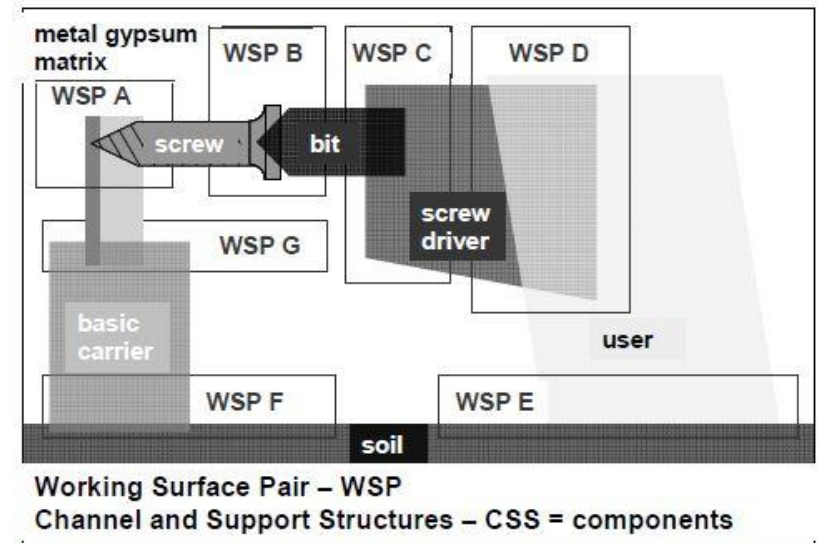 metal gypsum
matrix
WSP A
WSP B
WSP C
WSP D
screw
bit
screw
driver
WSP G
basic
carrier
user
WSP F
WSP E
soil
Working Surface Pair – WSP
Channel and Support Structures – CSS = components